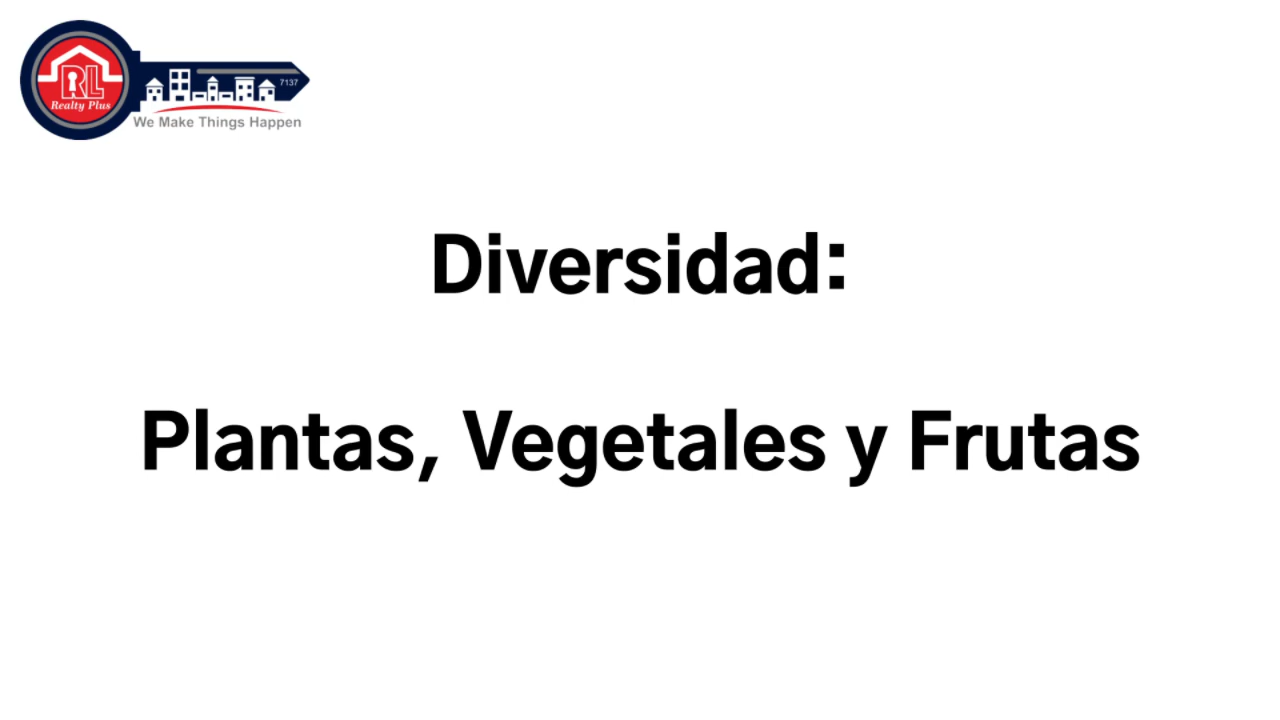 RL
Realty Plus
7137
We Make Things Happen
Diversidad:
Plantas, Vegetales y Frutas